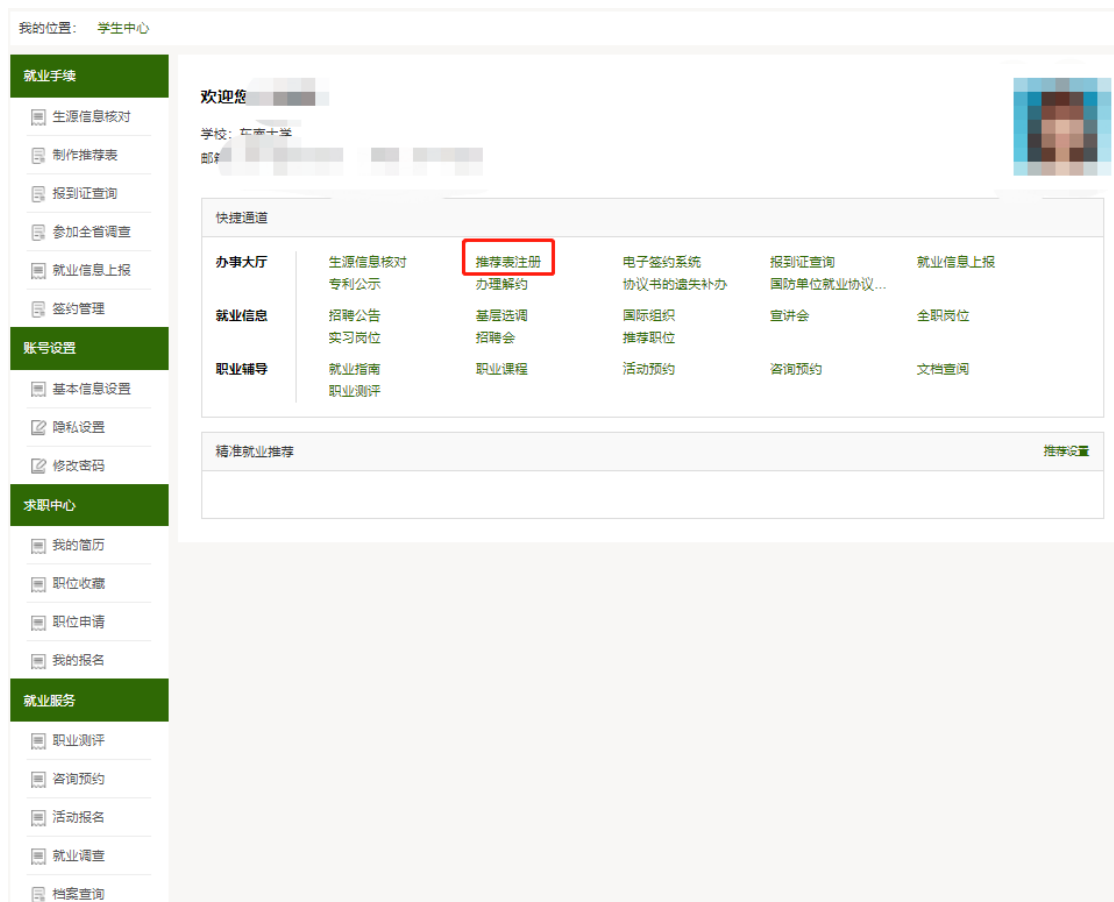 我的位置： 学生中心
就业手续
生源信息核对
制作推荐表
报到证查询
参加全省调查
就业信息上报
签约管理
账号设置
基本信息设置
隐私设置
修改密码
求职中心
我的简历
职位收藏
职位申请
我的报名
就业服务
职业测评
咨询预约
活动报名
就业调查
档案查询
欢迎您
学校：
快捷通道
办事大厅 生源信息核对 推荐表注册 电子签约系统 报到证查询 就业信息上报
专利公示 办理解约 协议书的遗失补办 国防单位就业协议...
就业信息 招聘公告 基层选调 国际组织 宣讲会 全职岗位
实习岗位 招聘会 推荐职位
职业辅导 就业指南 职业课程 活动预约 咨询预约 文档查阅
职业测评
精准就业推荐 推荐设置